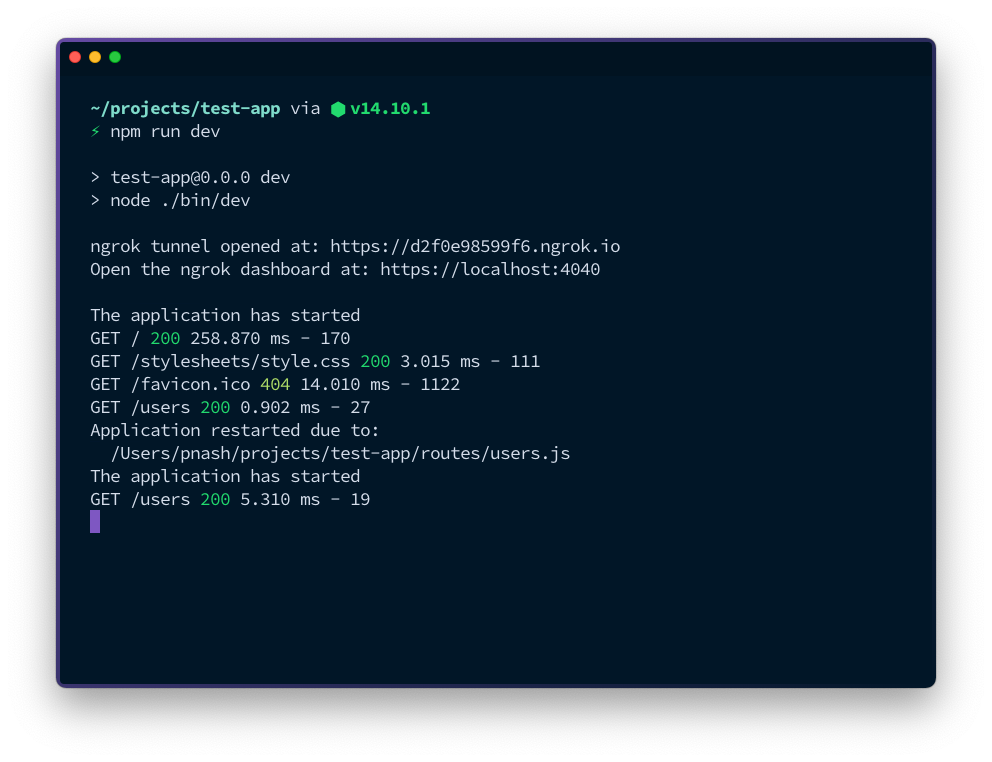 ~/projects/test-app via ⬢ v14.10.1
⚡ npm run dev
> test-app@0.0.0 dev
> node ./bin/dev
ngrok tunnel opened at: https://d2f0e98599f6.ngrok.io
Open the ngrok dashboard at: https://localhost:4040
The application has started
GET / 200 258.870 ms - 170
GET /stylesheets/style.css 200 3.015 ms - 111
GET /favicon.ico 404 14.010 ms - 1122
GET /users 200 0.902 ms - 27
Application restarted due to:
  /Users/pnash/projects/test-app/routes/users.js
The application has started
GET /users 200 5.310 ms - 19